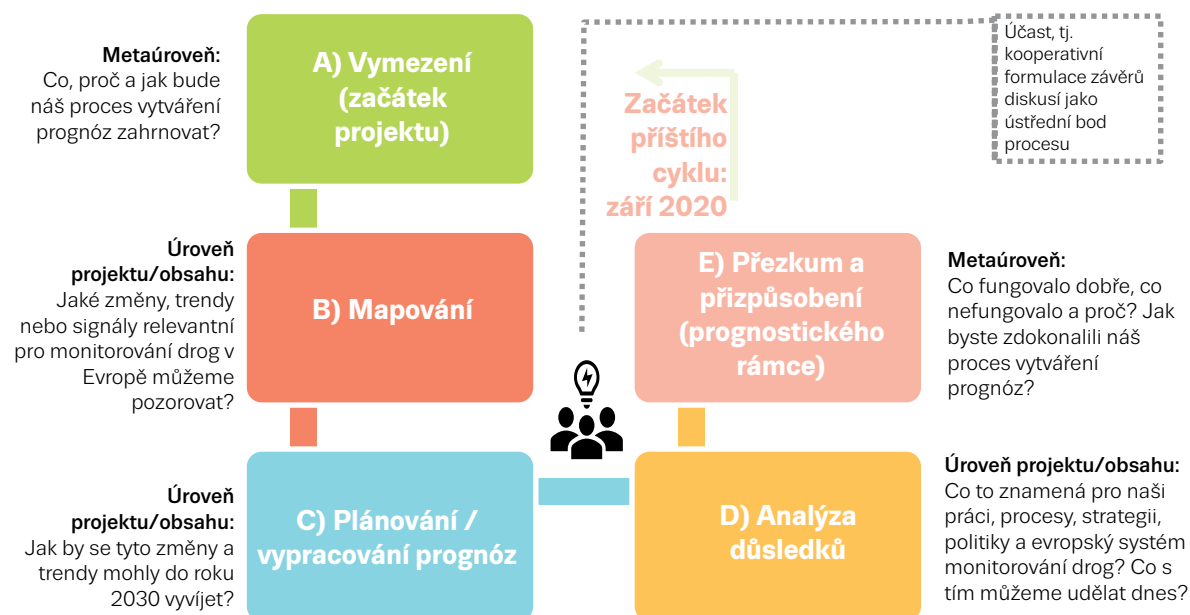 Metaúroveň:
Co, proč a jak bude
náš proces vytváření
prognóz zahrnovat?
A) Vymezení
(začátek
projektu)
Začátek
příštího
cyklu:
září 2020
Účast, tj.
kooperativní
formulace závěrů
diskusí jako
ústřední bod
procesu
Úroveň
projektu/obsahu:
Jaké změny, trendy
nebo signály relevantní
pro monitorování drog v
Evropě můžeme
pozorovat?
B) Mapování
E) Přezkum a
přizpůsobení
(prognostického
rámce)
Metaúroveň:
Co fungovalo dobře, co
nefungovalo a proč? Jak
byste zdokonalili náš
proces vytváření
prognóz?
Úroveň
projektu/obsahu:
Jak by se tyto změny a
trendy mohly do roku
2030 vyvíjet?
C) Plánování /
vypracování prognóz
D) Analýza
důsledků
Úroveň projektu/obsahu:
Co to znamená pro naši
práci, procesy, strategii,
politiky a evropský systém
monitorování drog? Co s
tím můžeme udělat dnes?